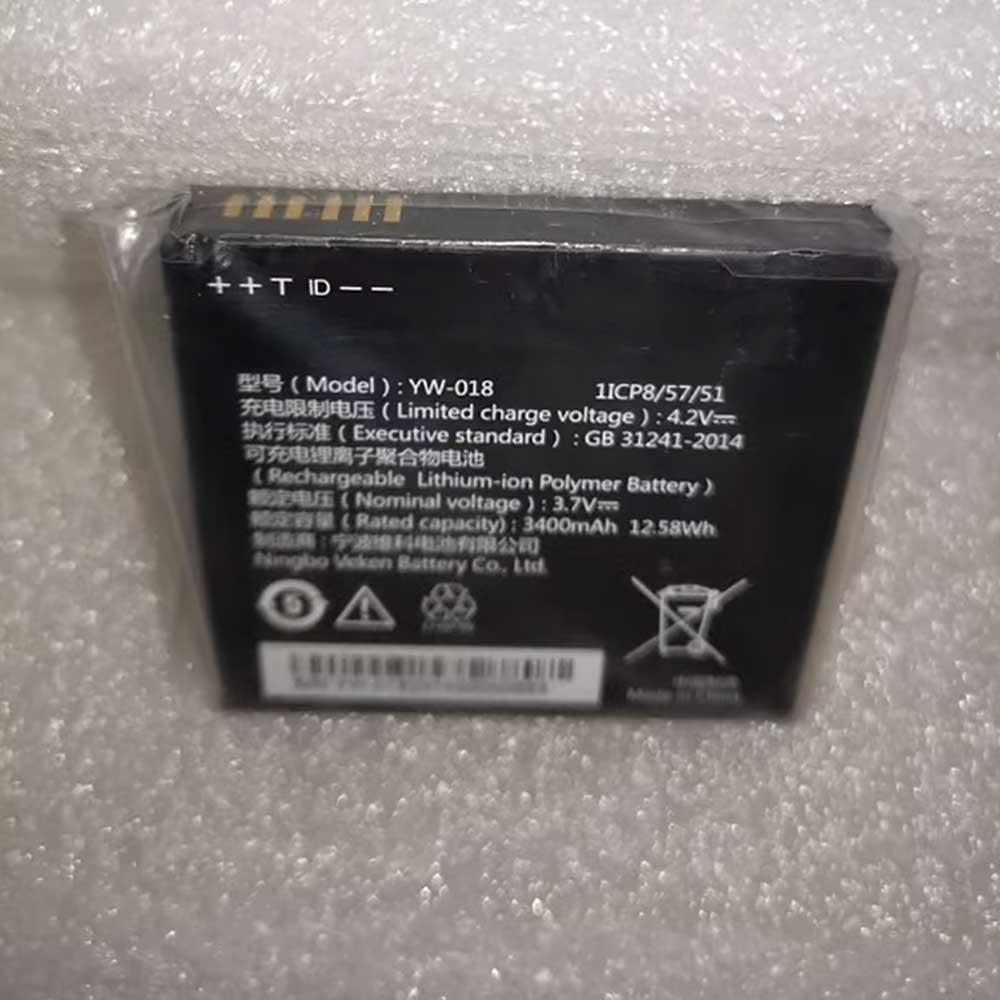 ++T ID−−
型号 ( Model ) : YW-018 1ICP8/57/51
充电限制电压 ( Limited charge voltage ) : 4.2V⎓
执行标准 ( Executive standard ) : GB 31241-2014
可充电锂离子聚合物电池
( Rechargeable Lithium-ion Polymer Battery )
额定电压 ( Nominal voltage ) : 3.7V⎓
额定容量 ( Rated capacity) : 3400mAh 12.58Wh
制造商 : 宁波维科电池有限公司
Ningbo Veken Battery Co., Ltd.
Made in China